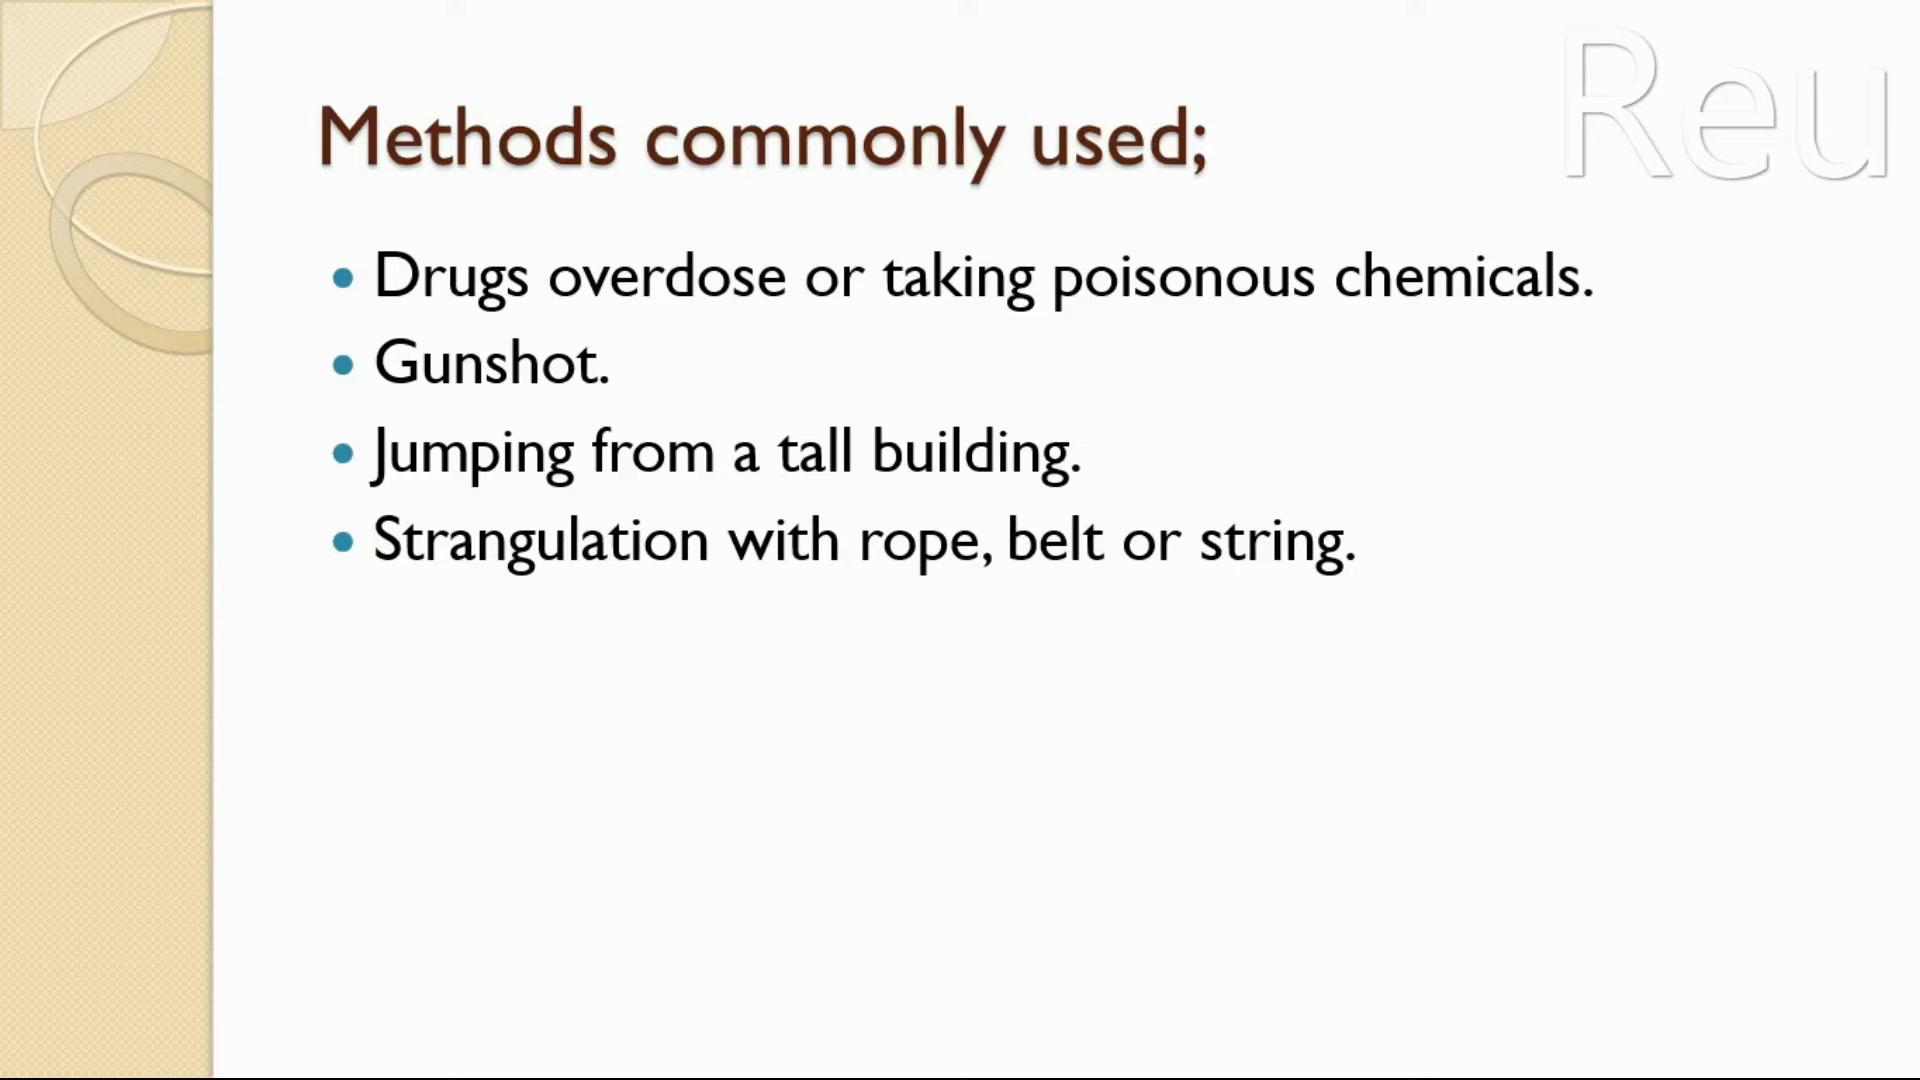 Reu
Methods commonly used;
Drugs overdose or taking poisonous chemicals.
Gunshot.
Jumping from a tall building.
Strangulation with rope, belt or string.